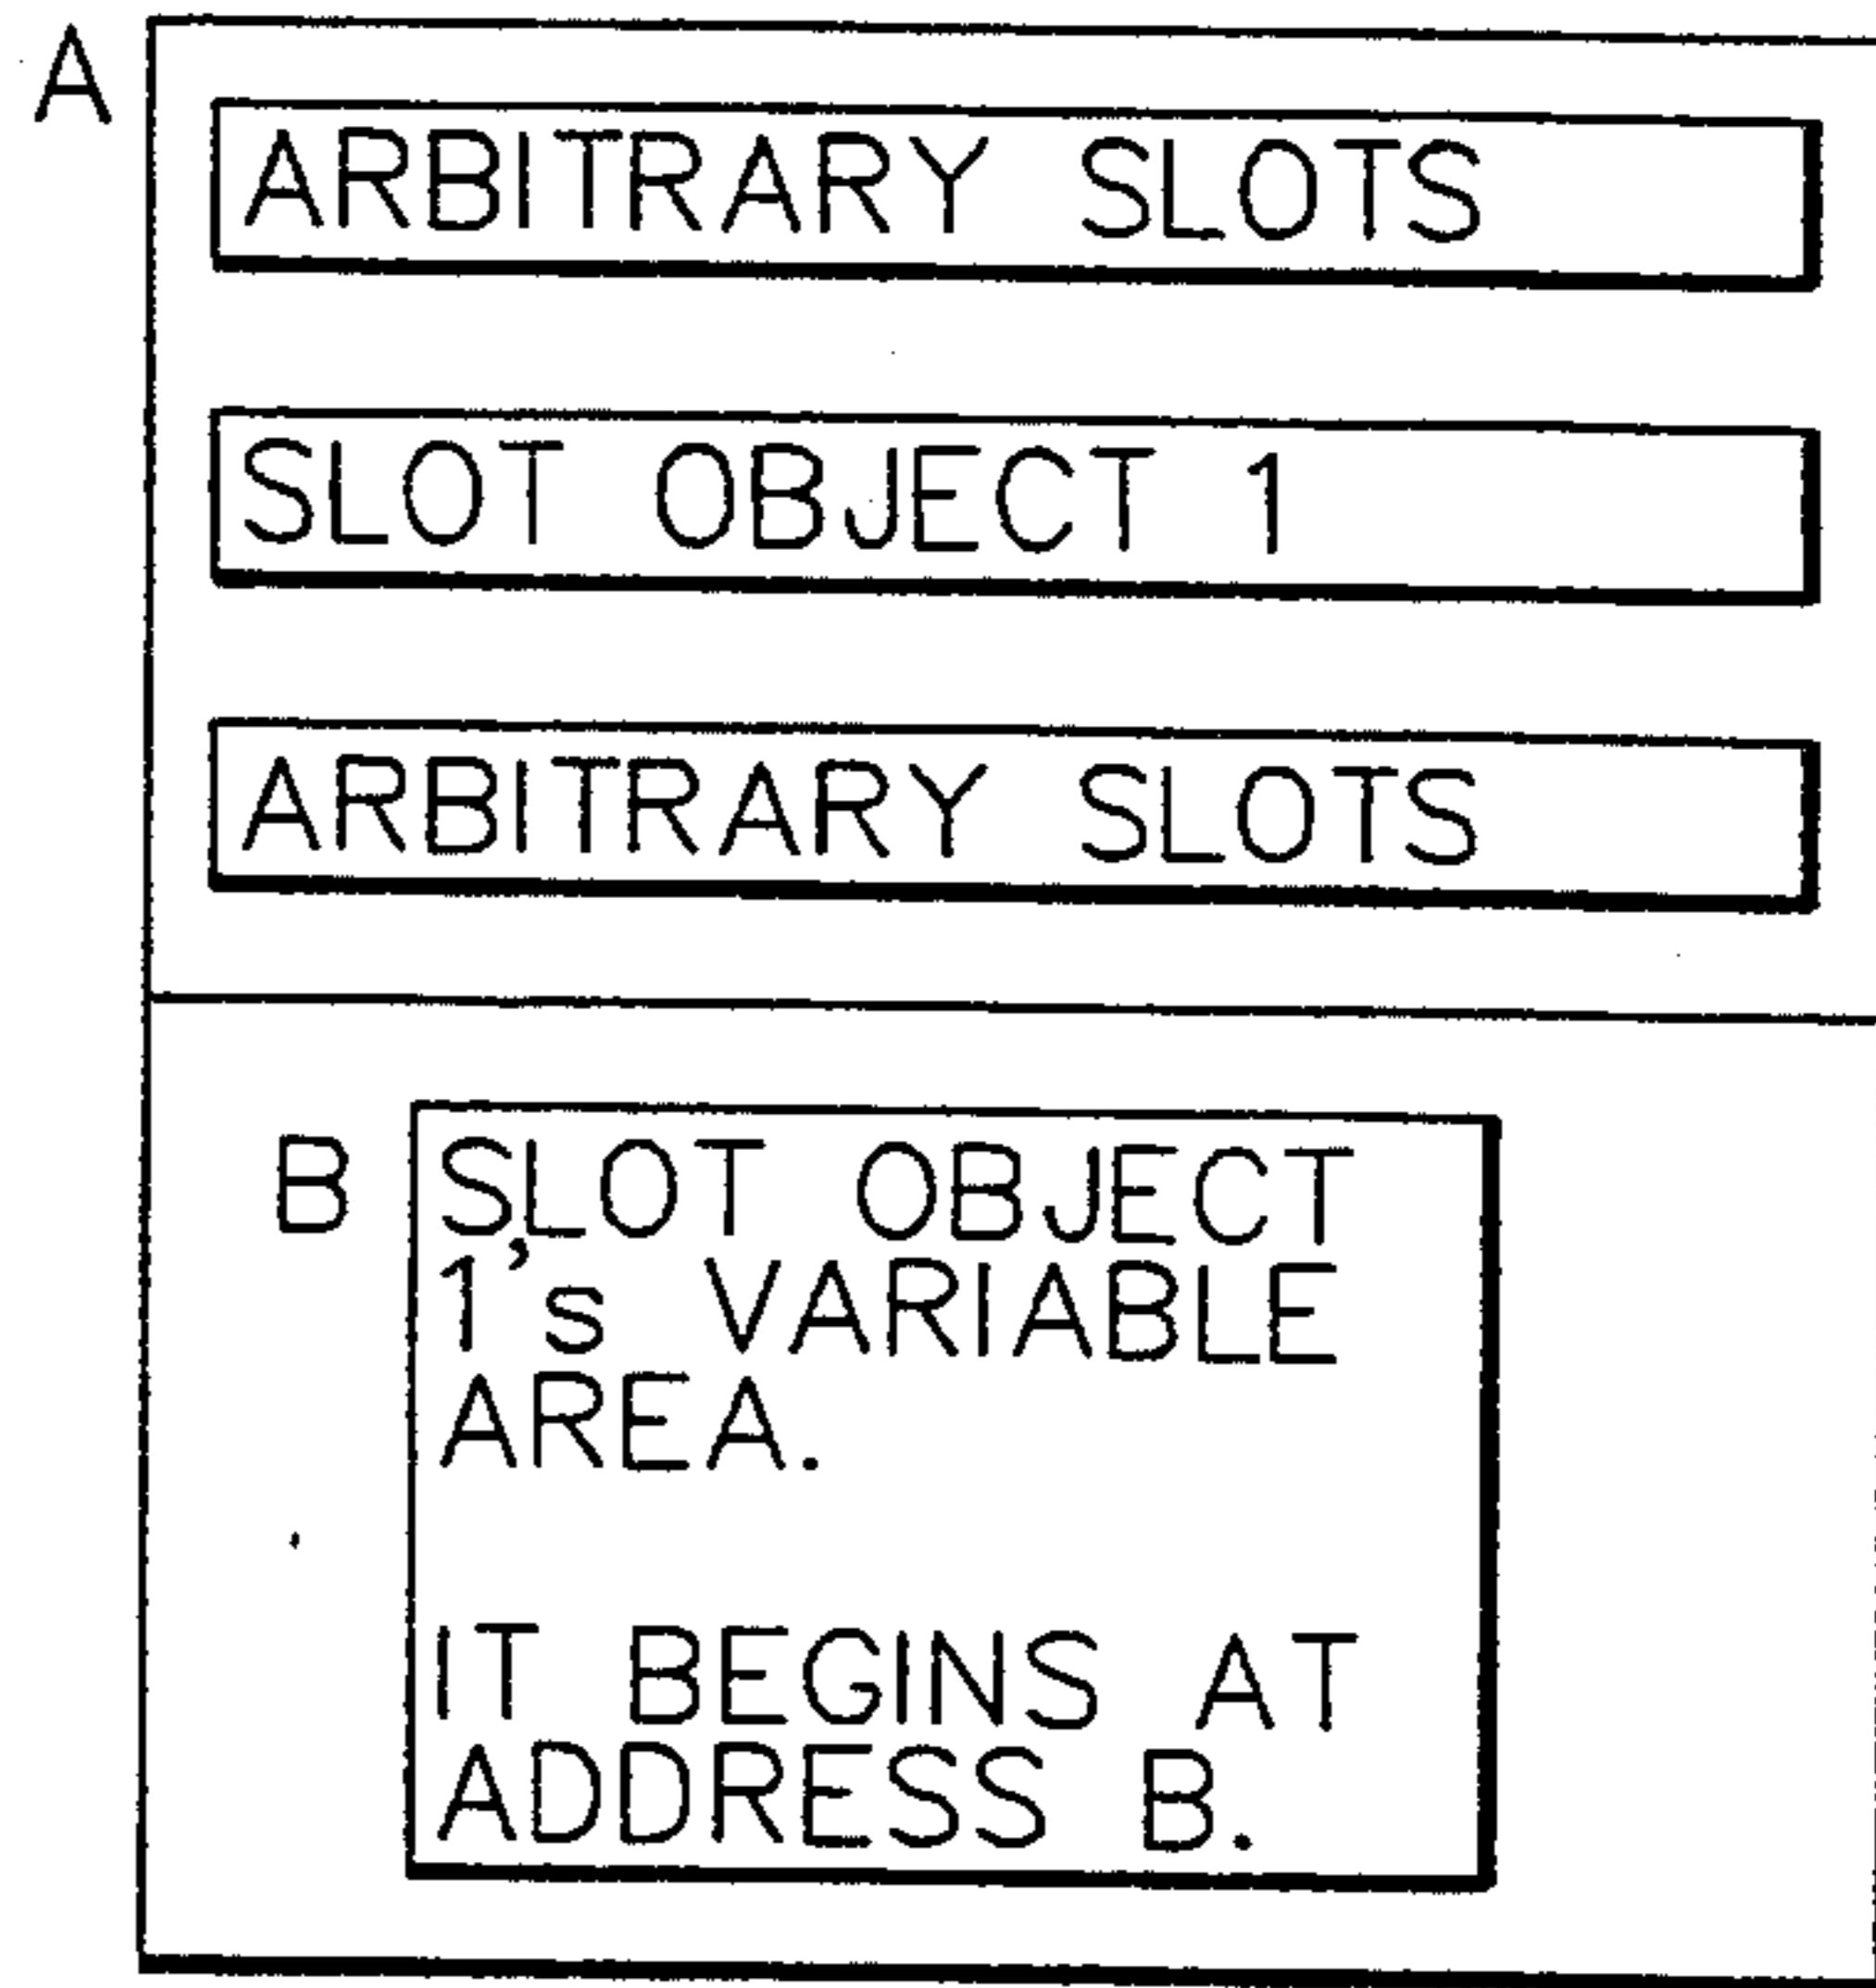 A
ARBITRARY SLOTS
SLOT OBJECT 1
ARBITRARY SLOTS
B
SLOT OBJECT
1's VARIABLE
AREA.
IT BEGINS AT
ADDRESS B.